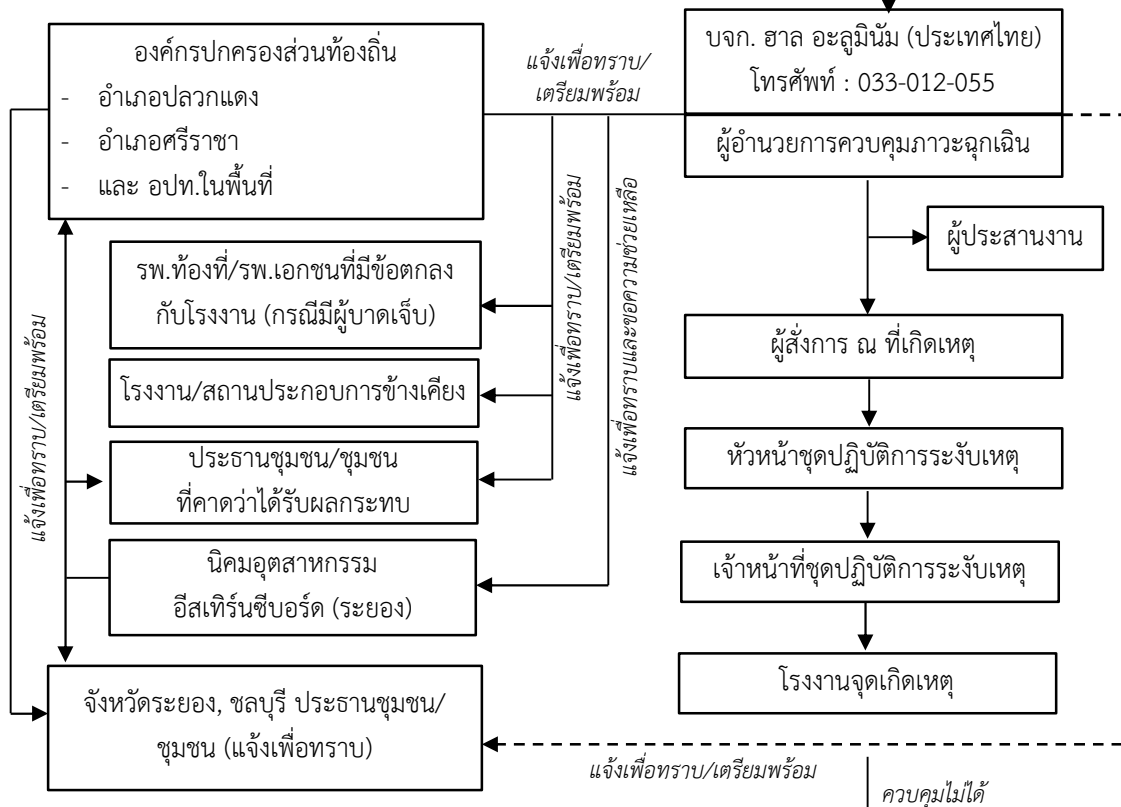 องค์กรปกครองส่วนท้องถิ่น
- อำเภอปลวกแดง
- อำเภอศรีราชา
- และ อปท.ในพื้นที่
แจ้งเพื่อทราบ/
เตรียมพร้อม
บจก. ฮาล อะลูมินัม (ประเทศไทย)
โทรศัพท์ : 033-012-055
ผู้อำนวยการควบคุมภาวะฉุกเฉิน
ผู้ประสานงาน
ผู้สั่งการ ณ ที่เกิดเหตุ
หัวหน้าชุดปฏิบัติการระงับเหตุ
เจ้าหน้าที่ชุดปฏิบัติการระงับเหตุ
โรงงานจุดเกิดเหตุ
แจ้งเพื่อทราบ/เตรียมพร้อม
แจ้งเพื่อทราบและขอความช่วยเหลือ
รพ.ท้องที่/รพ.เอกชนที่มีข้อตกลง
กับโรงงาน (กรณีมีผู้บาดเจ็บ)
โรงงาน/สถานประกอบการข้างเคียง
ประธานชุมชน/ชุมชน
ที่คาดว่าได้รับผลกระทบ
นิคมอุตสาหกรรม
อีสเทิร์นซีบอร์ด (ระยอง)
แจ้งเพื่อทราบ/เตรียมพร้อม
จังหวัดระยอง, ชลบุรี ประธานชุมชน/
ชุมชน (แจ้งเพื่อทราบ)
แจ้งเพื่อทราบ/เตรียมพร้อม
ควบคุมไม่ได้